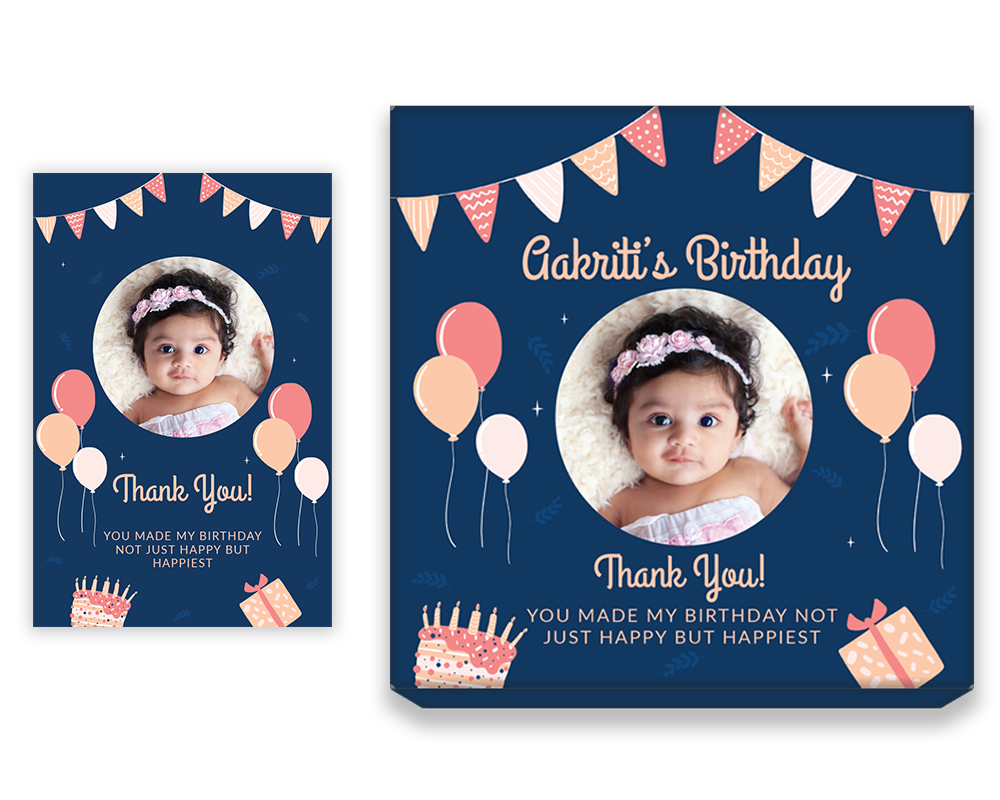 Thank You!
YOU MADE MY BIRTHDAY
NOT JUST HAPPY BUT
HAPPIEST
Aakriti's Birthday
Thank You!
YOU MADE MY BIRTHDAY NOT
JUST HAPPY BUT HAPPIEST